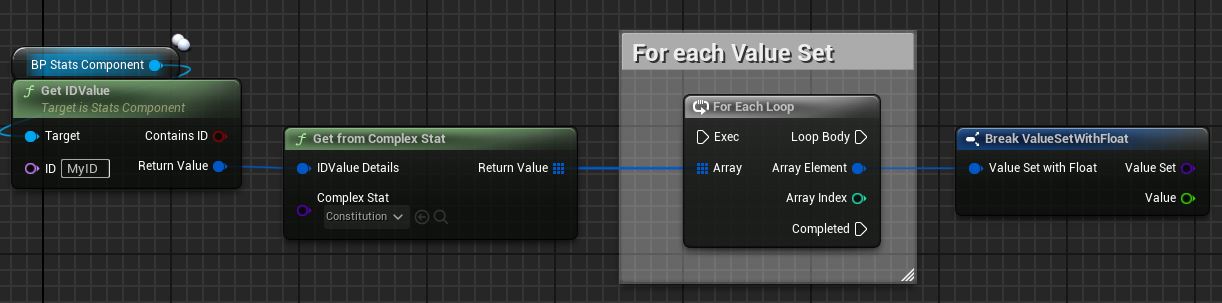 BP Stats Component
Get IDValue
Target is Stats Component
Target
Contains ID
ID
MyID
Return Value
Get from Complex Stat
IDValue Details
Return Value
Complex Stat
Constitution
For each Value Set
For Each Loop
Exec
Loop Body
Array
Array Element
Array Index
Completed
Break ValueSetWithFloat
Value Set with Float
Value Set
Value